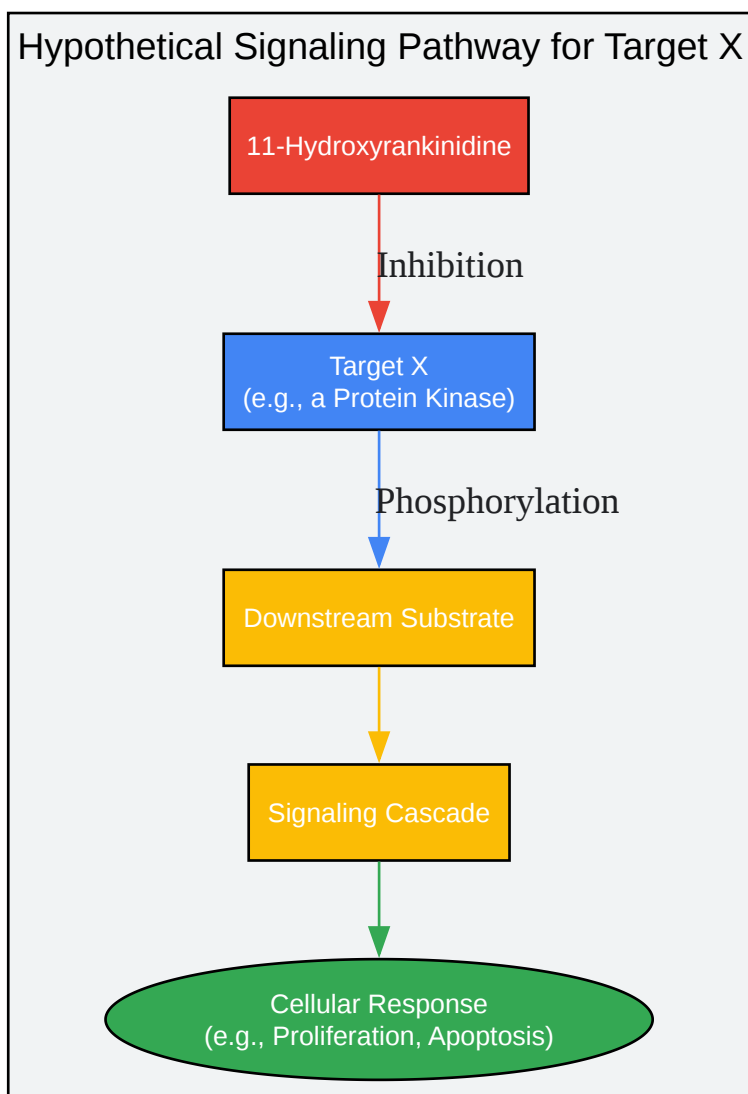 Hypothetical Signaling Pathway for Target X
11-Hydroxyrankinidine
Inhibition
Target X
(e.g., a Protein Kinase)
Phosphorylation
Downstream Substrate
Signaling Cascade
Cellular Response
(e.g., Proliferation, Apoptosis)